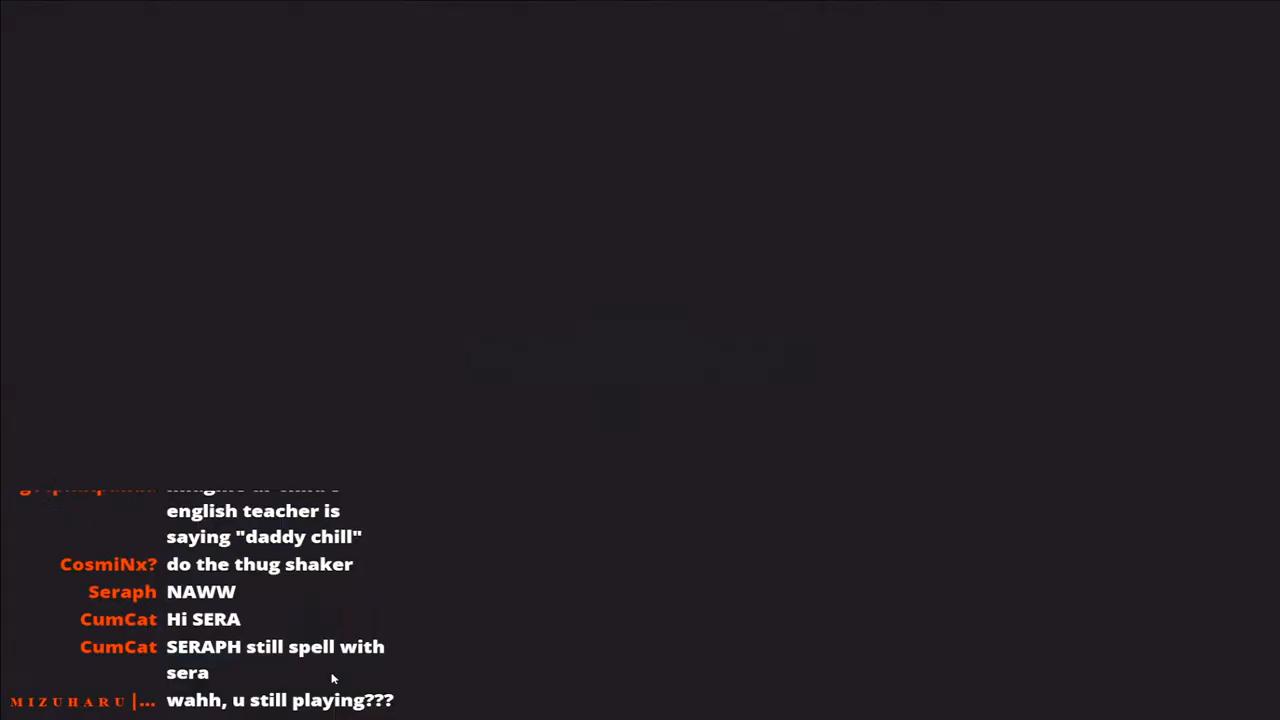 english teacher is
saying "daddy chill"
CosmiNx? do the thug shaker
Seraph NAWW
CumCat Hi SERA
CumCat SERAPH still spell with
sera
MIZUHARU |... wahh, u still playing???